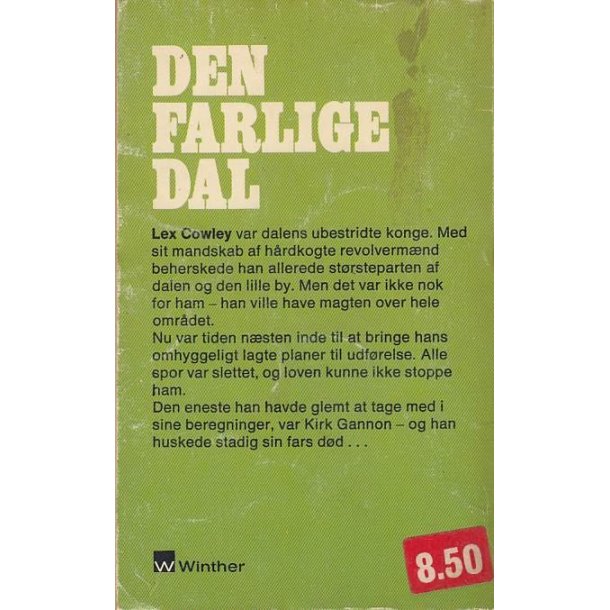 DEN
FARLIGE
DAL
Lex Cowley var dalens ubestridte konge. Med
sit mandskab af hårdkogte revolvermænd
beherskede han allerede størsteparten af
dalen og den lille by. Men det var ikke nok
for ham – han ville have magten over hele
området.
Nu var tiden næsten inde til at bringe hans
omhyggeligt lagte planer til udførelse. Alle
spor var slettet, og loven kunne ikke stoppe
ham.
Den eneste han havde glemt at tage med i
sine beregninger, var Kirk Gannon – og han
huskede stadig sin fars død . . .
W Winther
8.50